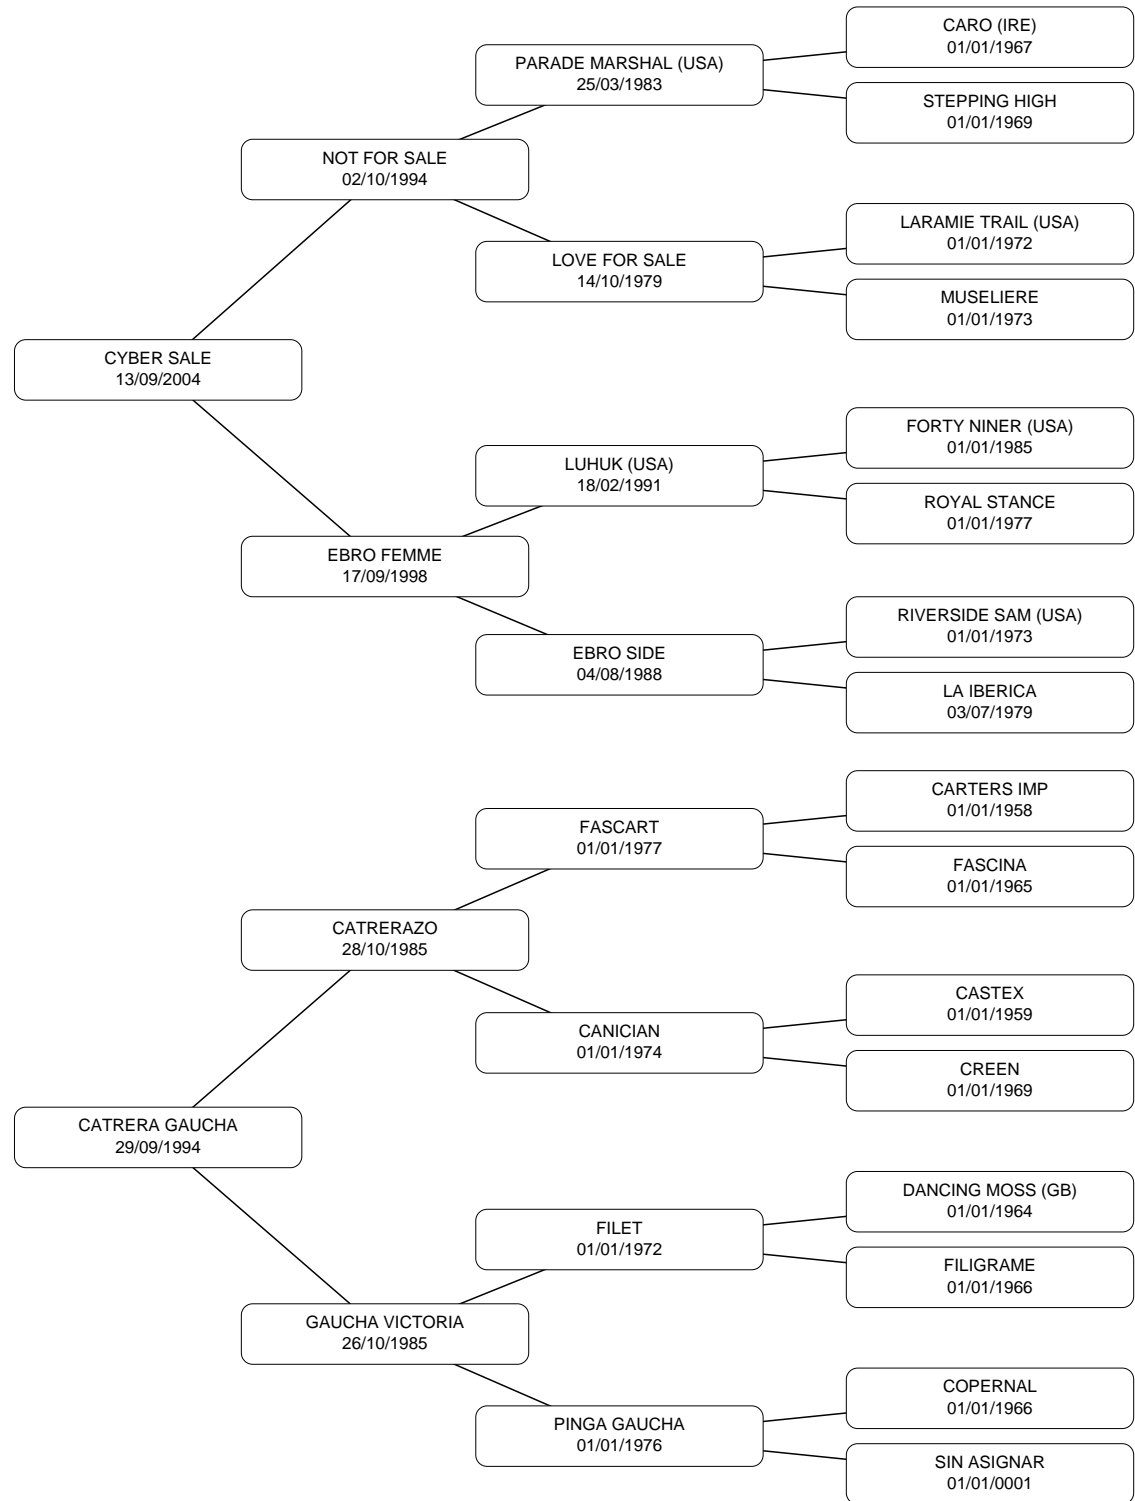 CARO (IRE)
01/01/1967
PARADE MARSHAL (USA)
25/03/1983
STEPPING HIGH
01/01/1969
NOT FOR SALE
02/10/1994
LARAMIE TRAIL (USA)
01/01/1972
LOVE FOR SALE
14/10/1979
MUSELIERE
01/01/1973
CYBER SALE
13/09/2004
FORTY NINER (USA)
01/01/1985
LUHUK (USA)
18/02/1991
ROYAL STANCE
01/01/1977
EBRO FEMME
17/09/1998
RIVERSIDE SAM (USA)
01/01/1973
EBRO SIDE
04/08/1988
LA IBERICA
03/07/1979
CARTERS IMP
01/01/1958
FASCART
01/01/1977
FASCINA
01/01/1965
CATRERAZO
28/10/1985
CASTEX
01/01/1959
CANICIAN
01/01/1974
CREEN
01/01/1969
CATRERA GAUCHA
29/09/1994
DANCING MOSS (GB)
01/01/1964
FILET
01/01/1972
FILIGRAME
01/01/1966
GAUCHA VICTORIA
26/10/1985
COPERNAL
01/01/1966
PINGA GAUCHA
01/01/1976
SIN ASIGNAR
01/01/0001